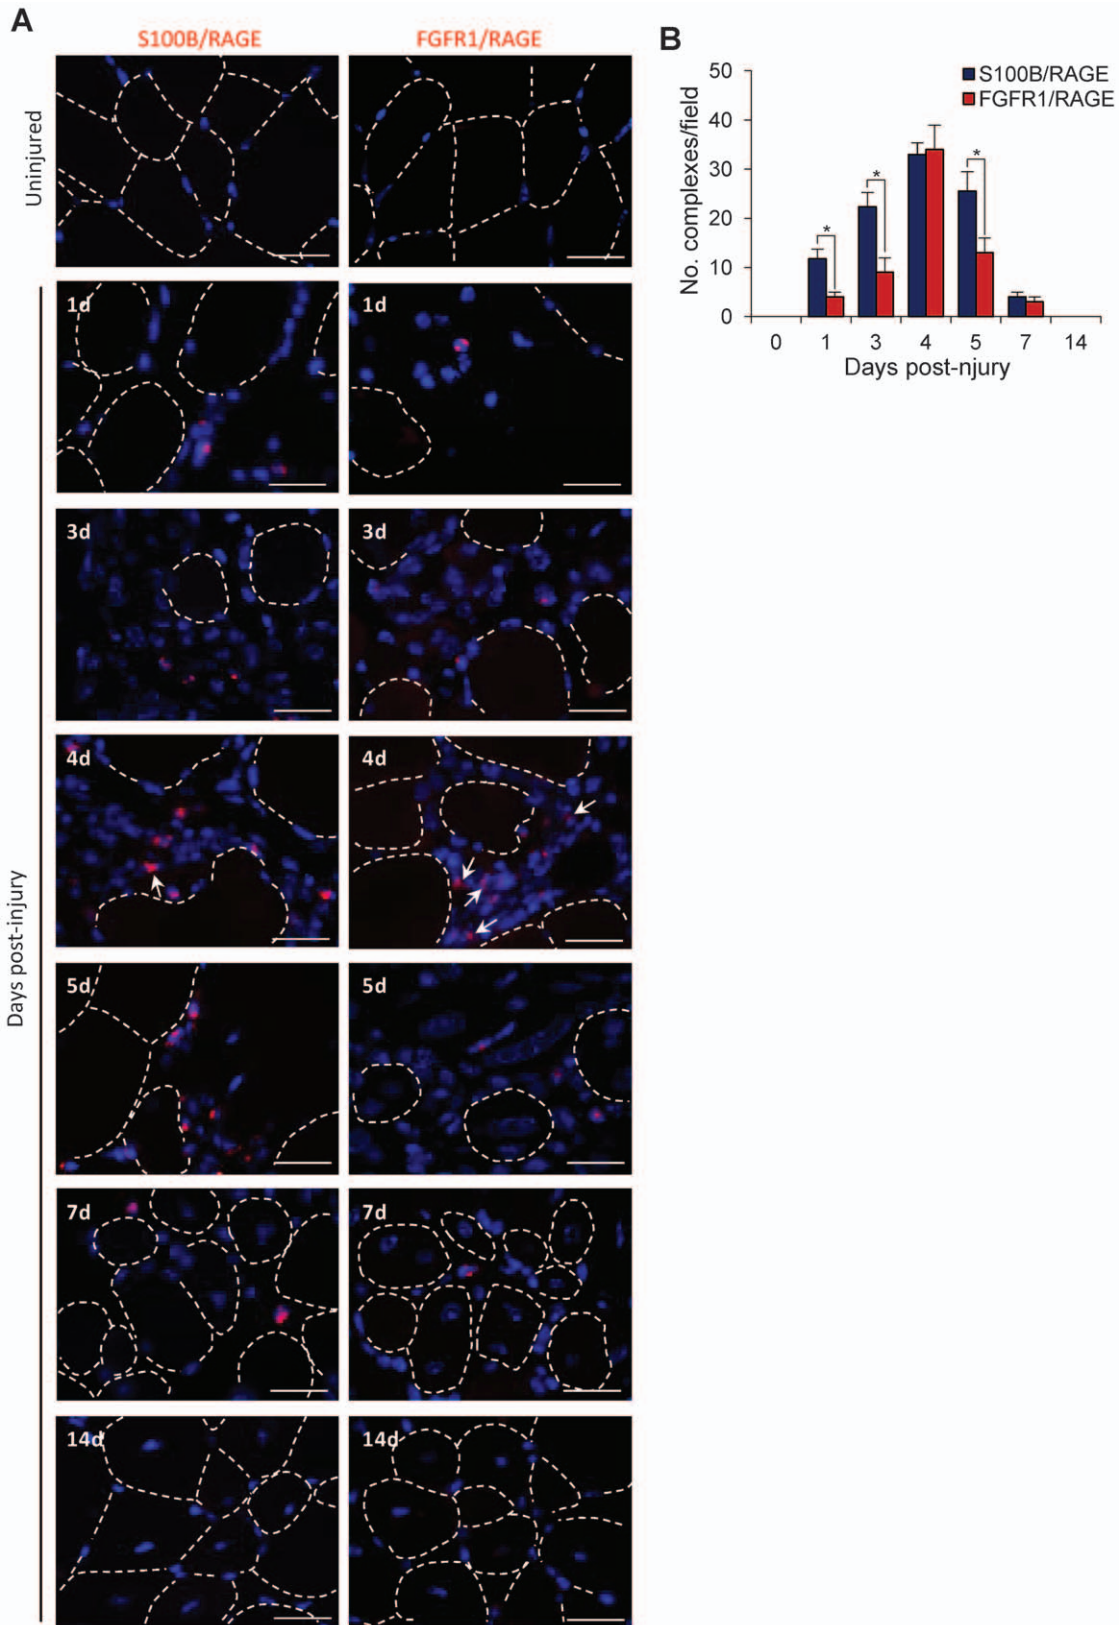 A
S100B/RAGE
FGFR1/RAGE
Uninjured
Days post-injury
1d
1d
3d
3d
4d
4d
5d
5d
7d
7d
14d
14d
B
S100B/RAGE
FGFR1/RAGE
No. complexes/field
50
40
30
20
10
0
*
*
*
0 1 3 4 5 7 14
Days post-njury